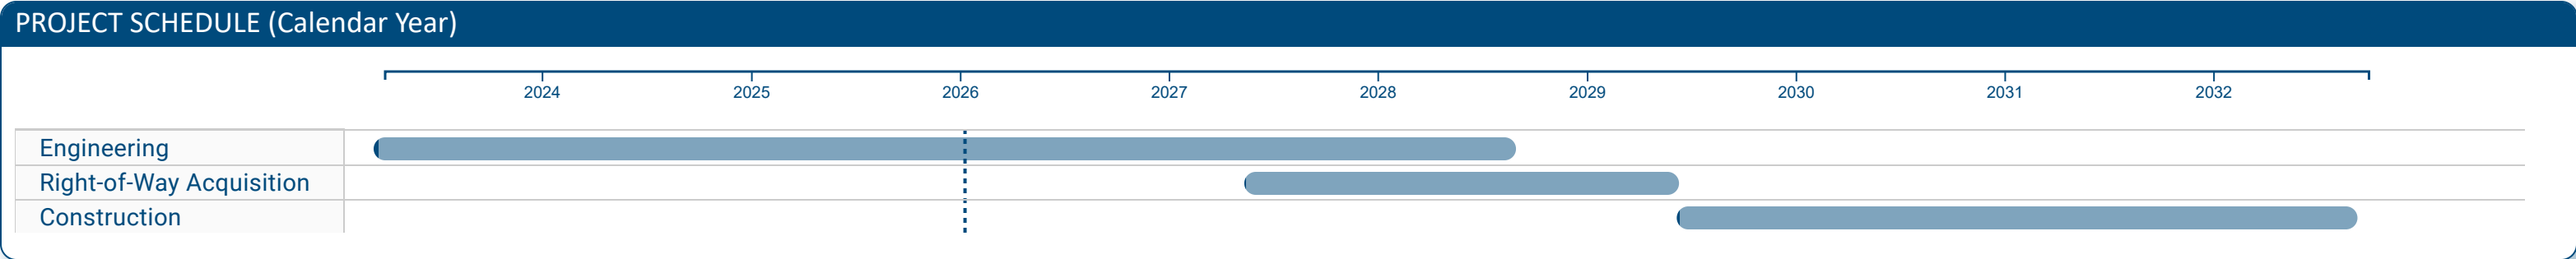 PROJECT SCHEDULE (Calendar Year)
2024 2025 2026 2027 2028 2029 2030 2031 2032
Engineering
Right-of-Way Acquisition
Construction